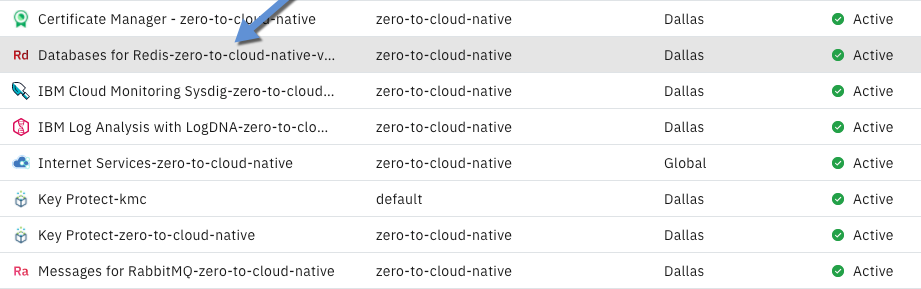 Certificate Manager - zero-to-cloud-native zero-to-cloud-native Dallas Active
Rd Databases for Redis-zero-to-cloud-native-v... zero-to-cloud-native Dallas Active
IBM Cloud Monitoring Sysdig-zero-to-cloud... zero-to-cloud-native Dallas Active
IBM Log Analysis with LogDNA-zero-to-clo... zero-to-cloud-native Dallas Active
Internet Services-zero-to-cloud-native zero-to-cloud-native Global Active
Key Protect-kmc default Dallas Active
Key Protect-zero-to-cloud-native zero-to-cloud-native Dallas Active
Ra Messages for RabbitMQ-zero-to-cloud-native zero-to-cloud-native Dallas Active